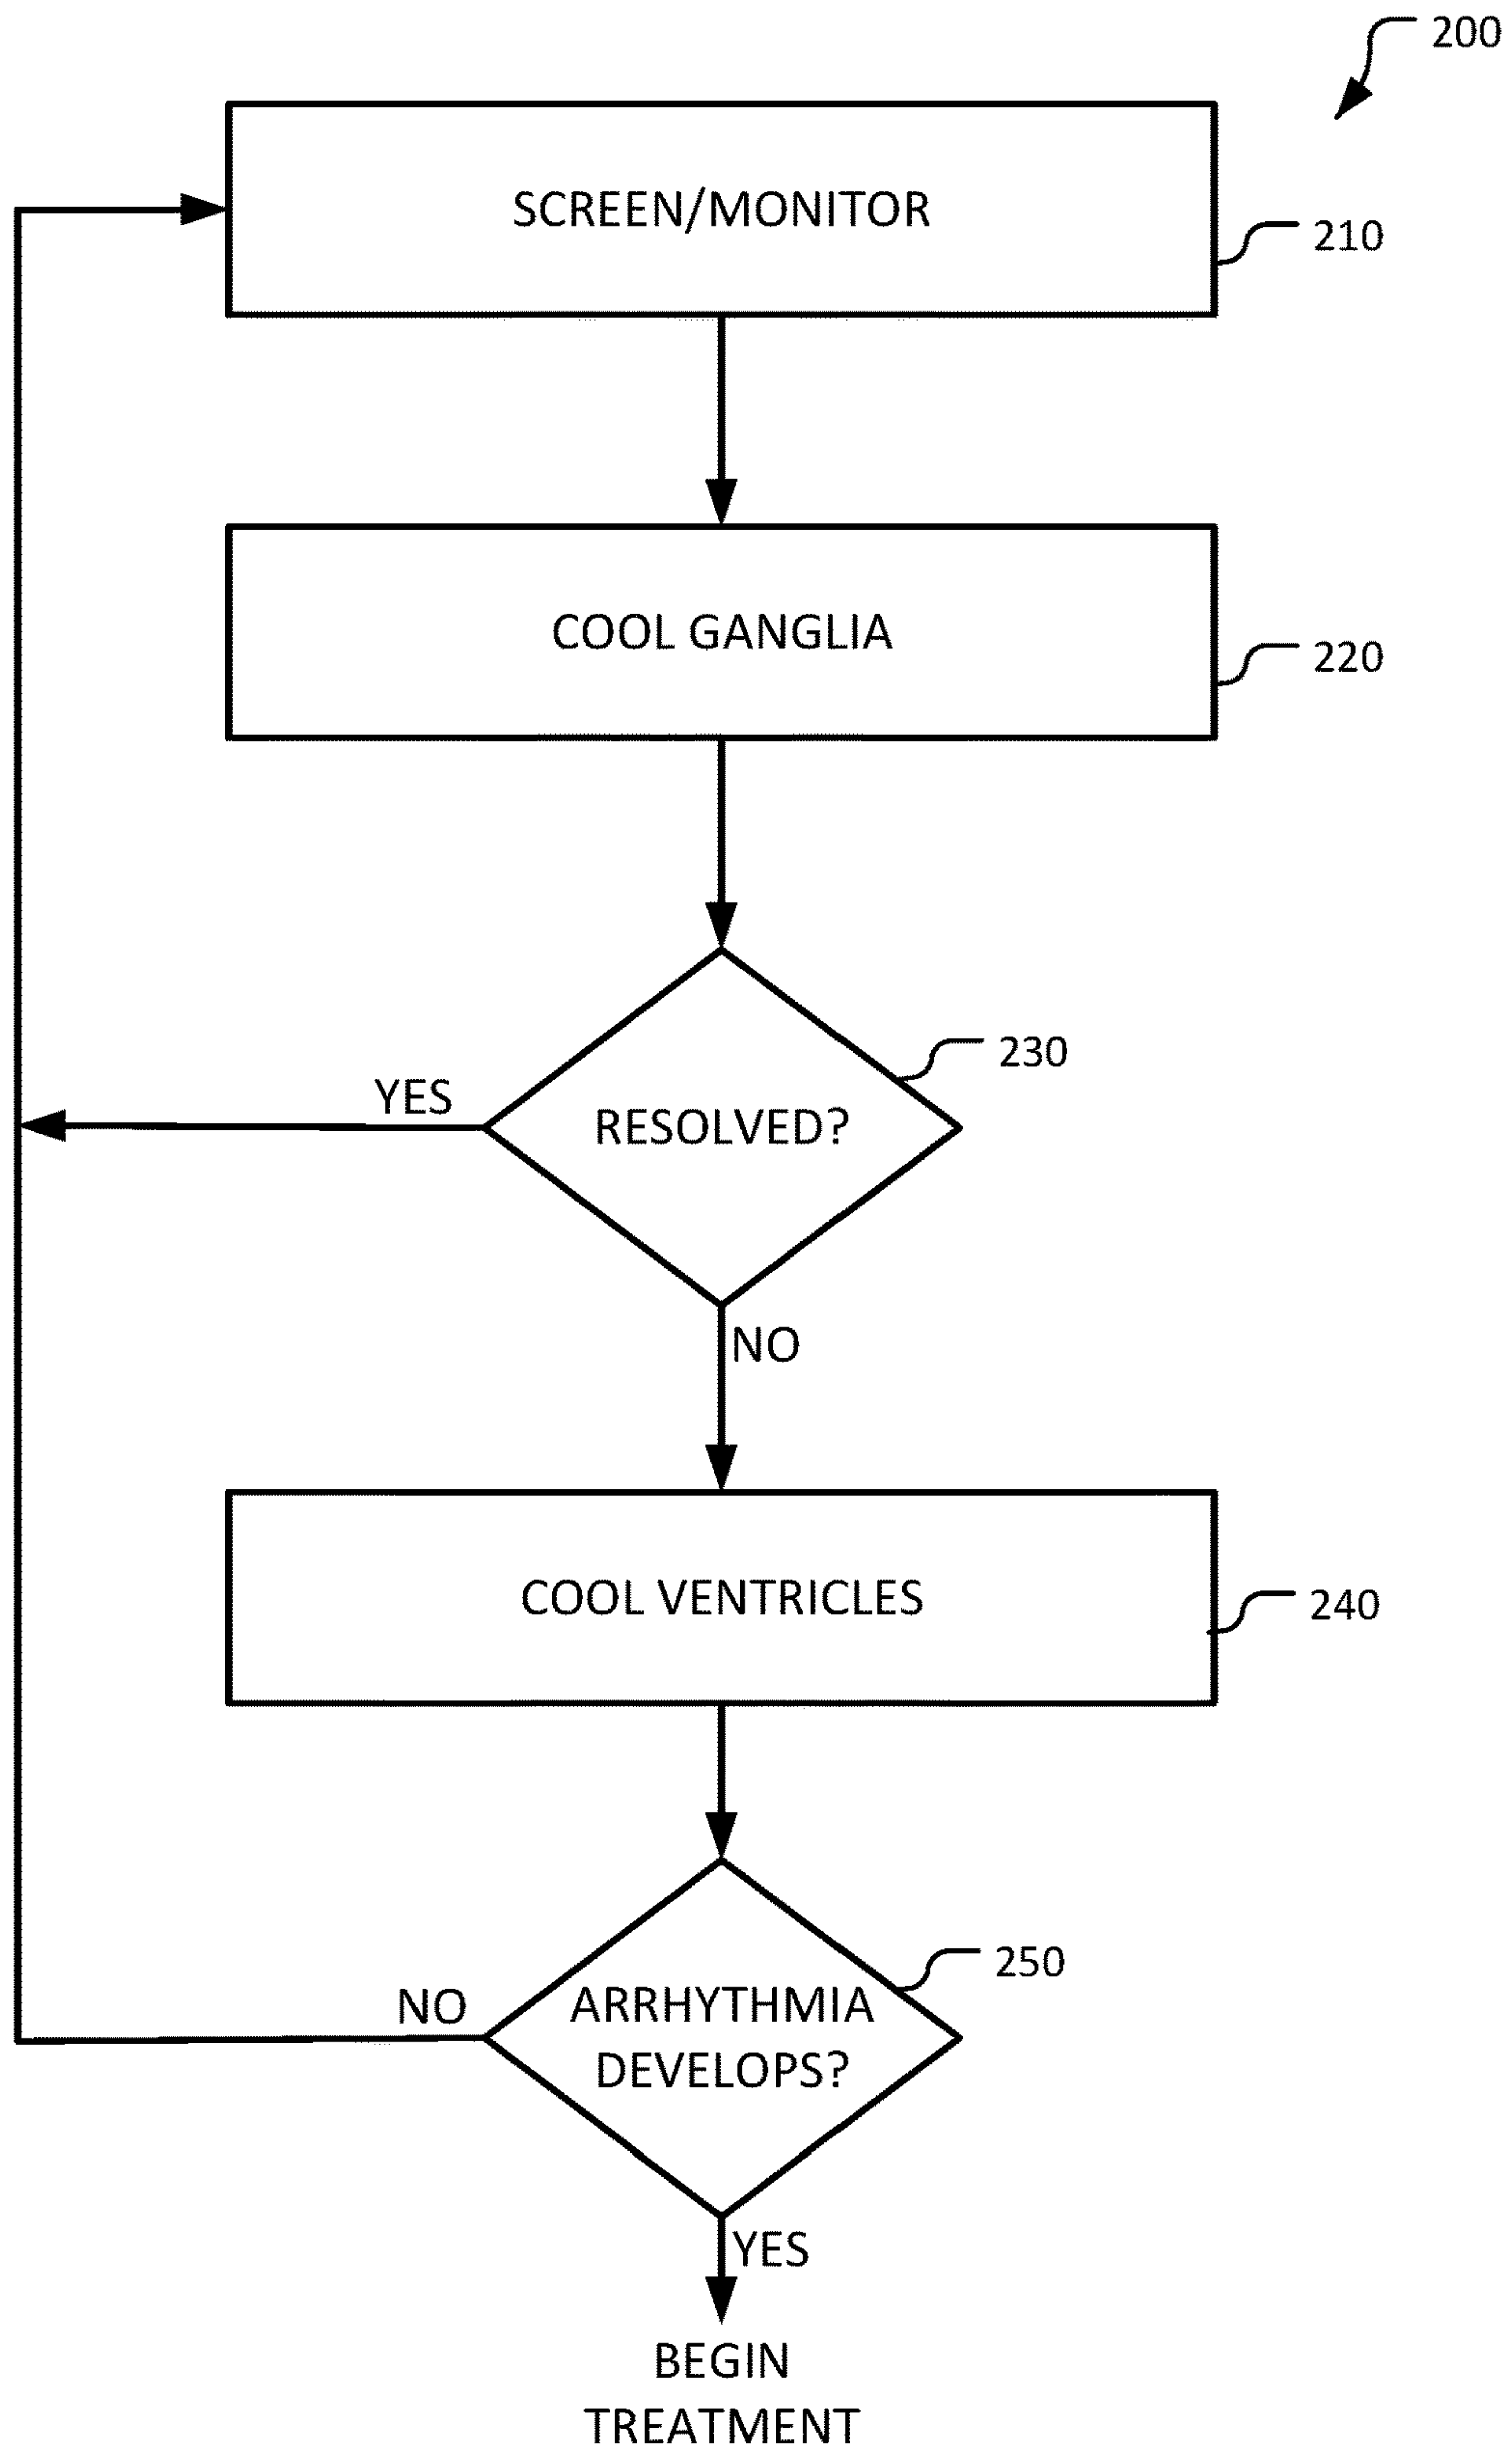 200
SCREEN/MONITOR
210
COOL GANGLIA
220
230
YES
RESOLVED?
NO
COOL VENTRICLES
240
250
NO
ARRHYTHMIA
DEVELOPS?
YES
BEGIN
TREATMENT